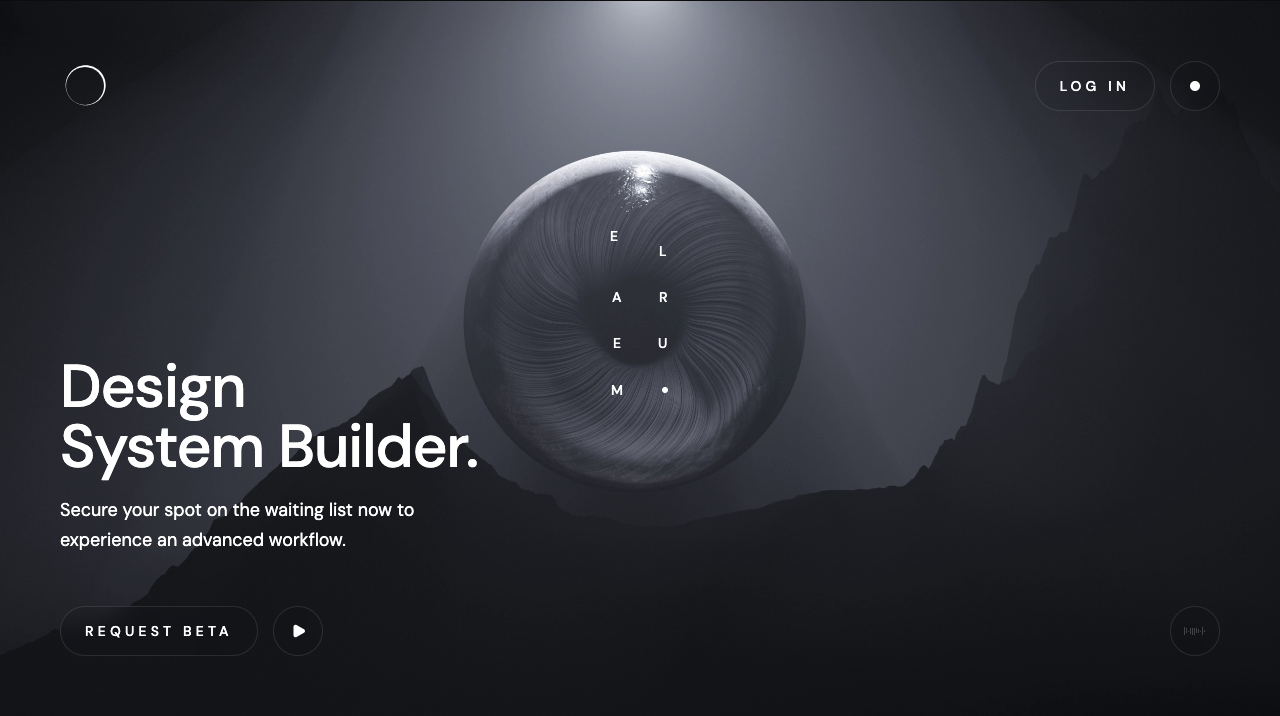 LOG IN
E L
A R
E U
M •
Design
System Builder.
Secure your spot on the waiting list now to
experience an advanced workflow.
REQUEST BETA